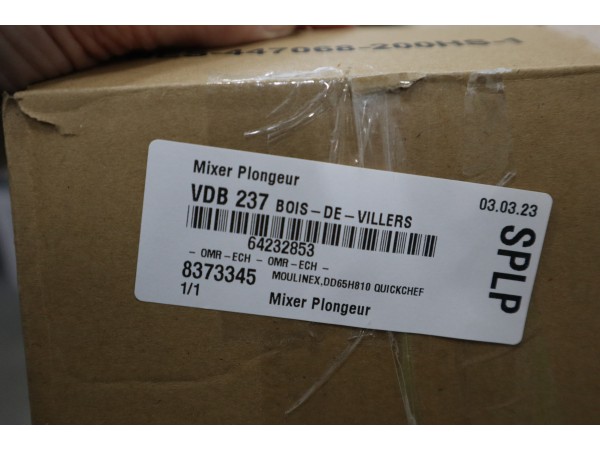 447068-200HS-1
Mixer Plongeur
03.03.23
VDB 237 BOIS-DE-VILLERS
64232853
- OMR-ECH - OMR-ECH -
8373345 MOULINEX,DD65H810 QUICKCHEF
1/1 Mixer Plongeur
SPLP